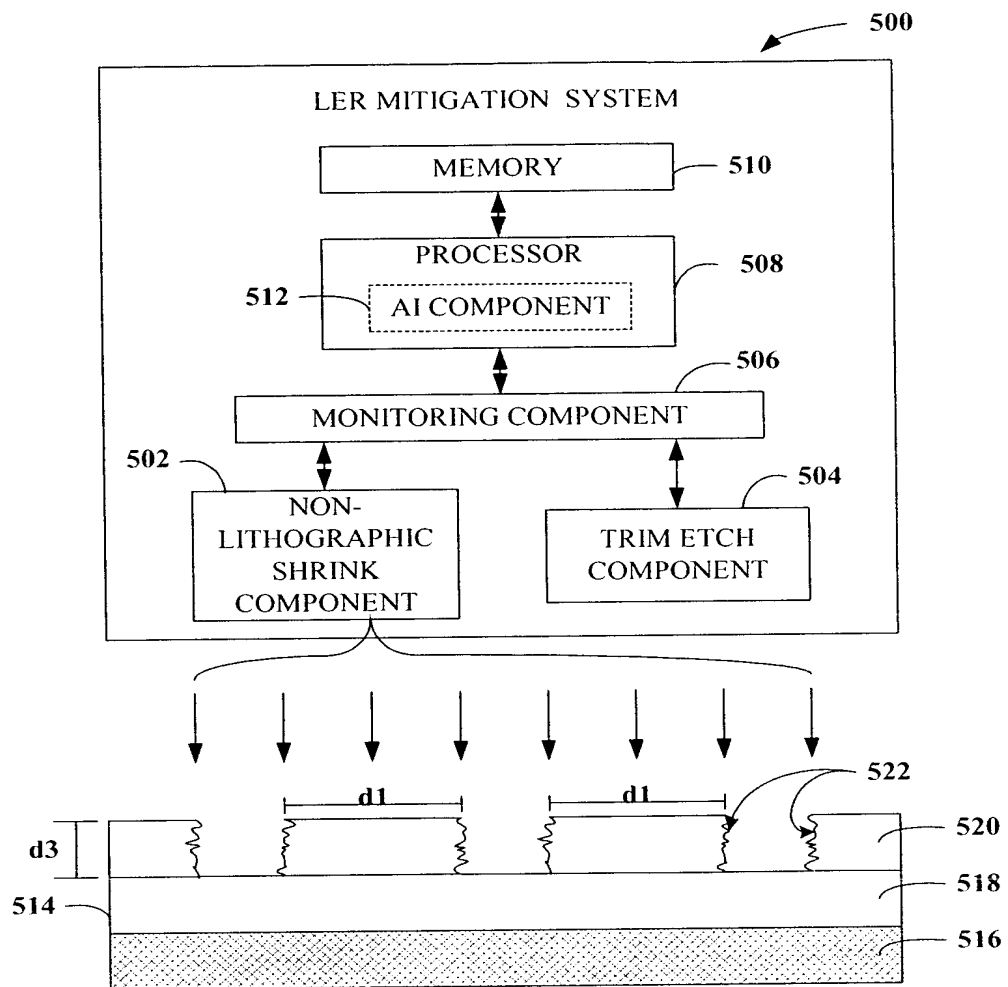 500
LER MITIGATION SYSTEM
MEMORY
510
PROCESSOR
508
512
AI COMPONENT
506
MONITORING COMPONENT
502
504
NON-
LITHOGRAPHIC
SHRINK
COMPONENT
TRIM ETCH
COMPONENT
522
d1
d1
520
d3
518
514
516